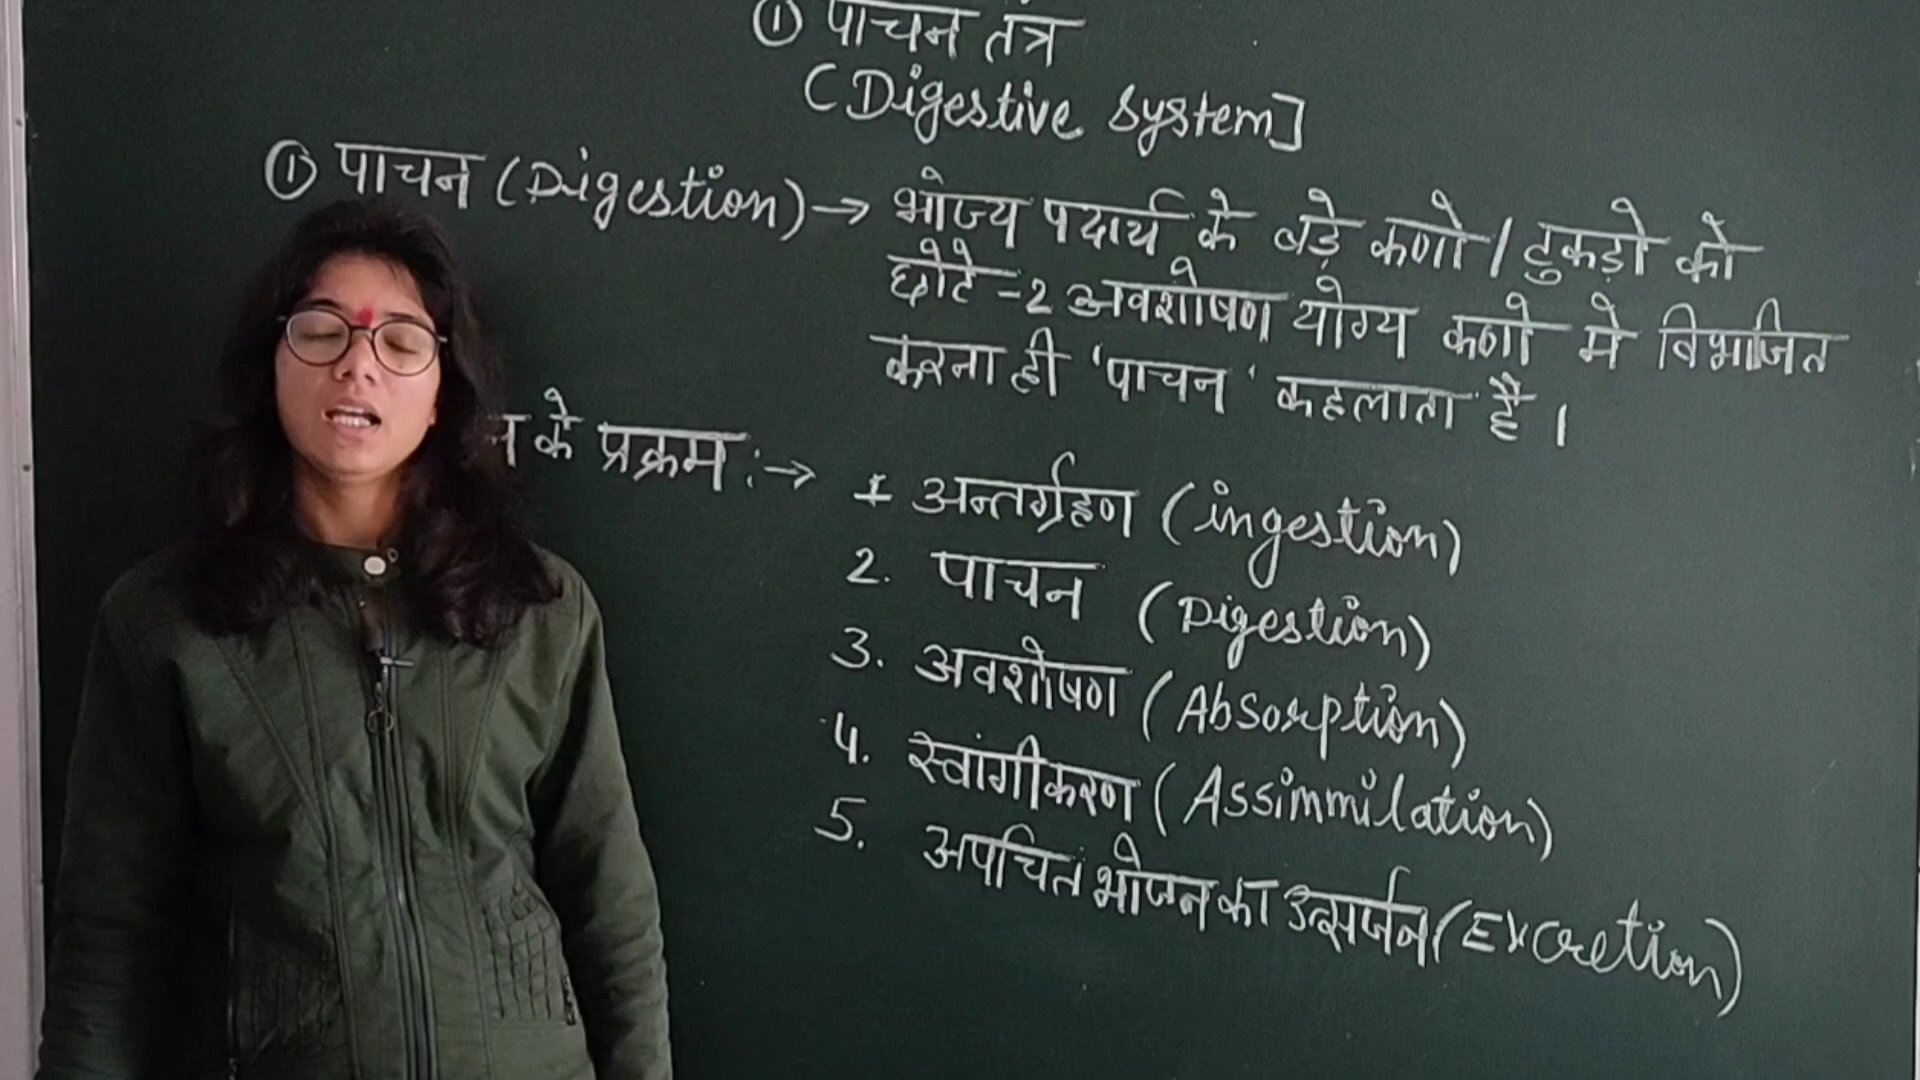 ① पाचन तंत्र
(Digestive System]
① पाचन (Digestion) → भोज्य पदार्थ के बड़े कणो / टुकड़ो को
छोटे-2 अवशोषण योग्य कणो मे विभाजित
करना ही 'पाचन' कहलाता है ।
न के प्रक्रम :→
1 अन्तर्ग्रहण (ingestion)
2. पाचन (Digestion)
3. अवशोषण (Absorption)
4. स्वांगीकरण (Assimmilation)
5. अपचित भोजन का उत्सर्जन (Excretion)